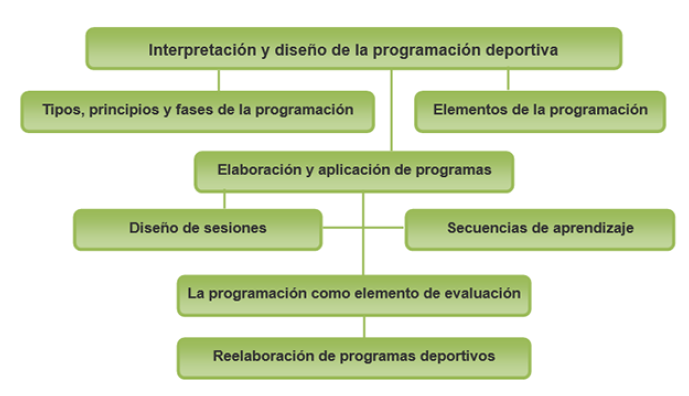 Interpretación y diseño de la programación deportiva
Tipos, principios y fases de la programación
Elementos de la programación
Elaboración y aplicación de programas
Diseño de sesiones
Secuencias de aprendizaje
La programación como elemento de evaluación
Reelaboración de programas deportivos